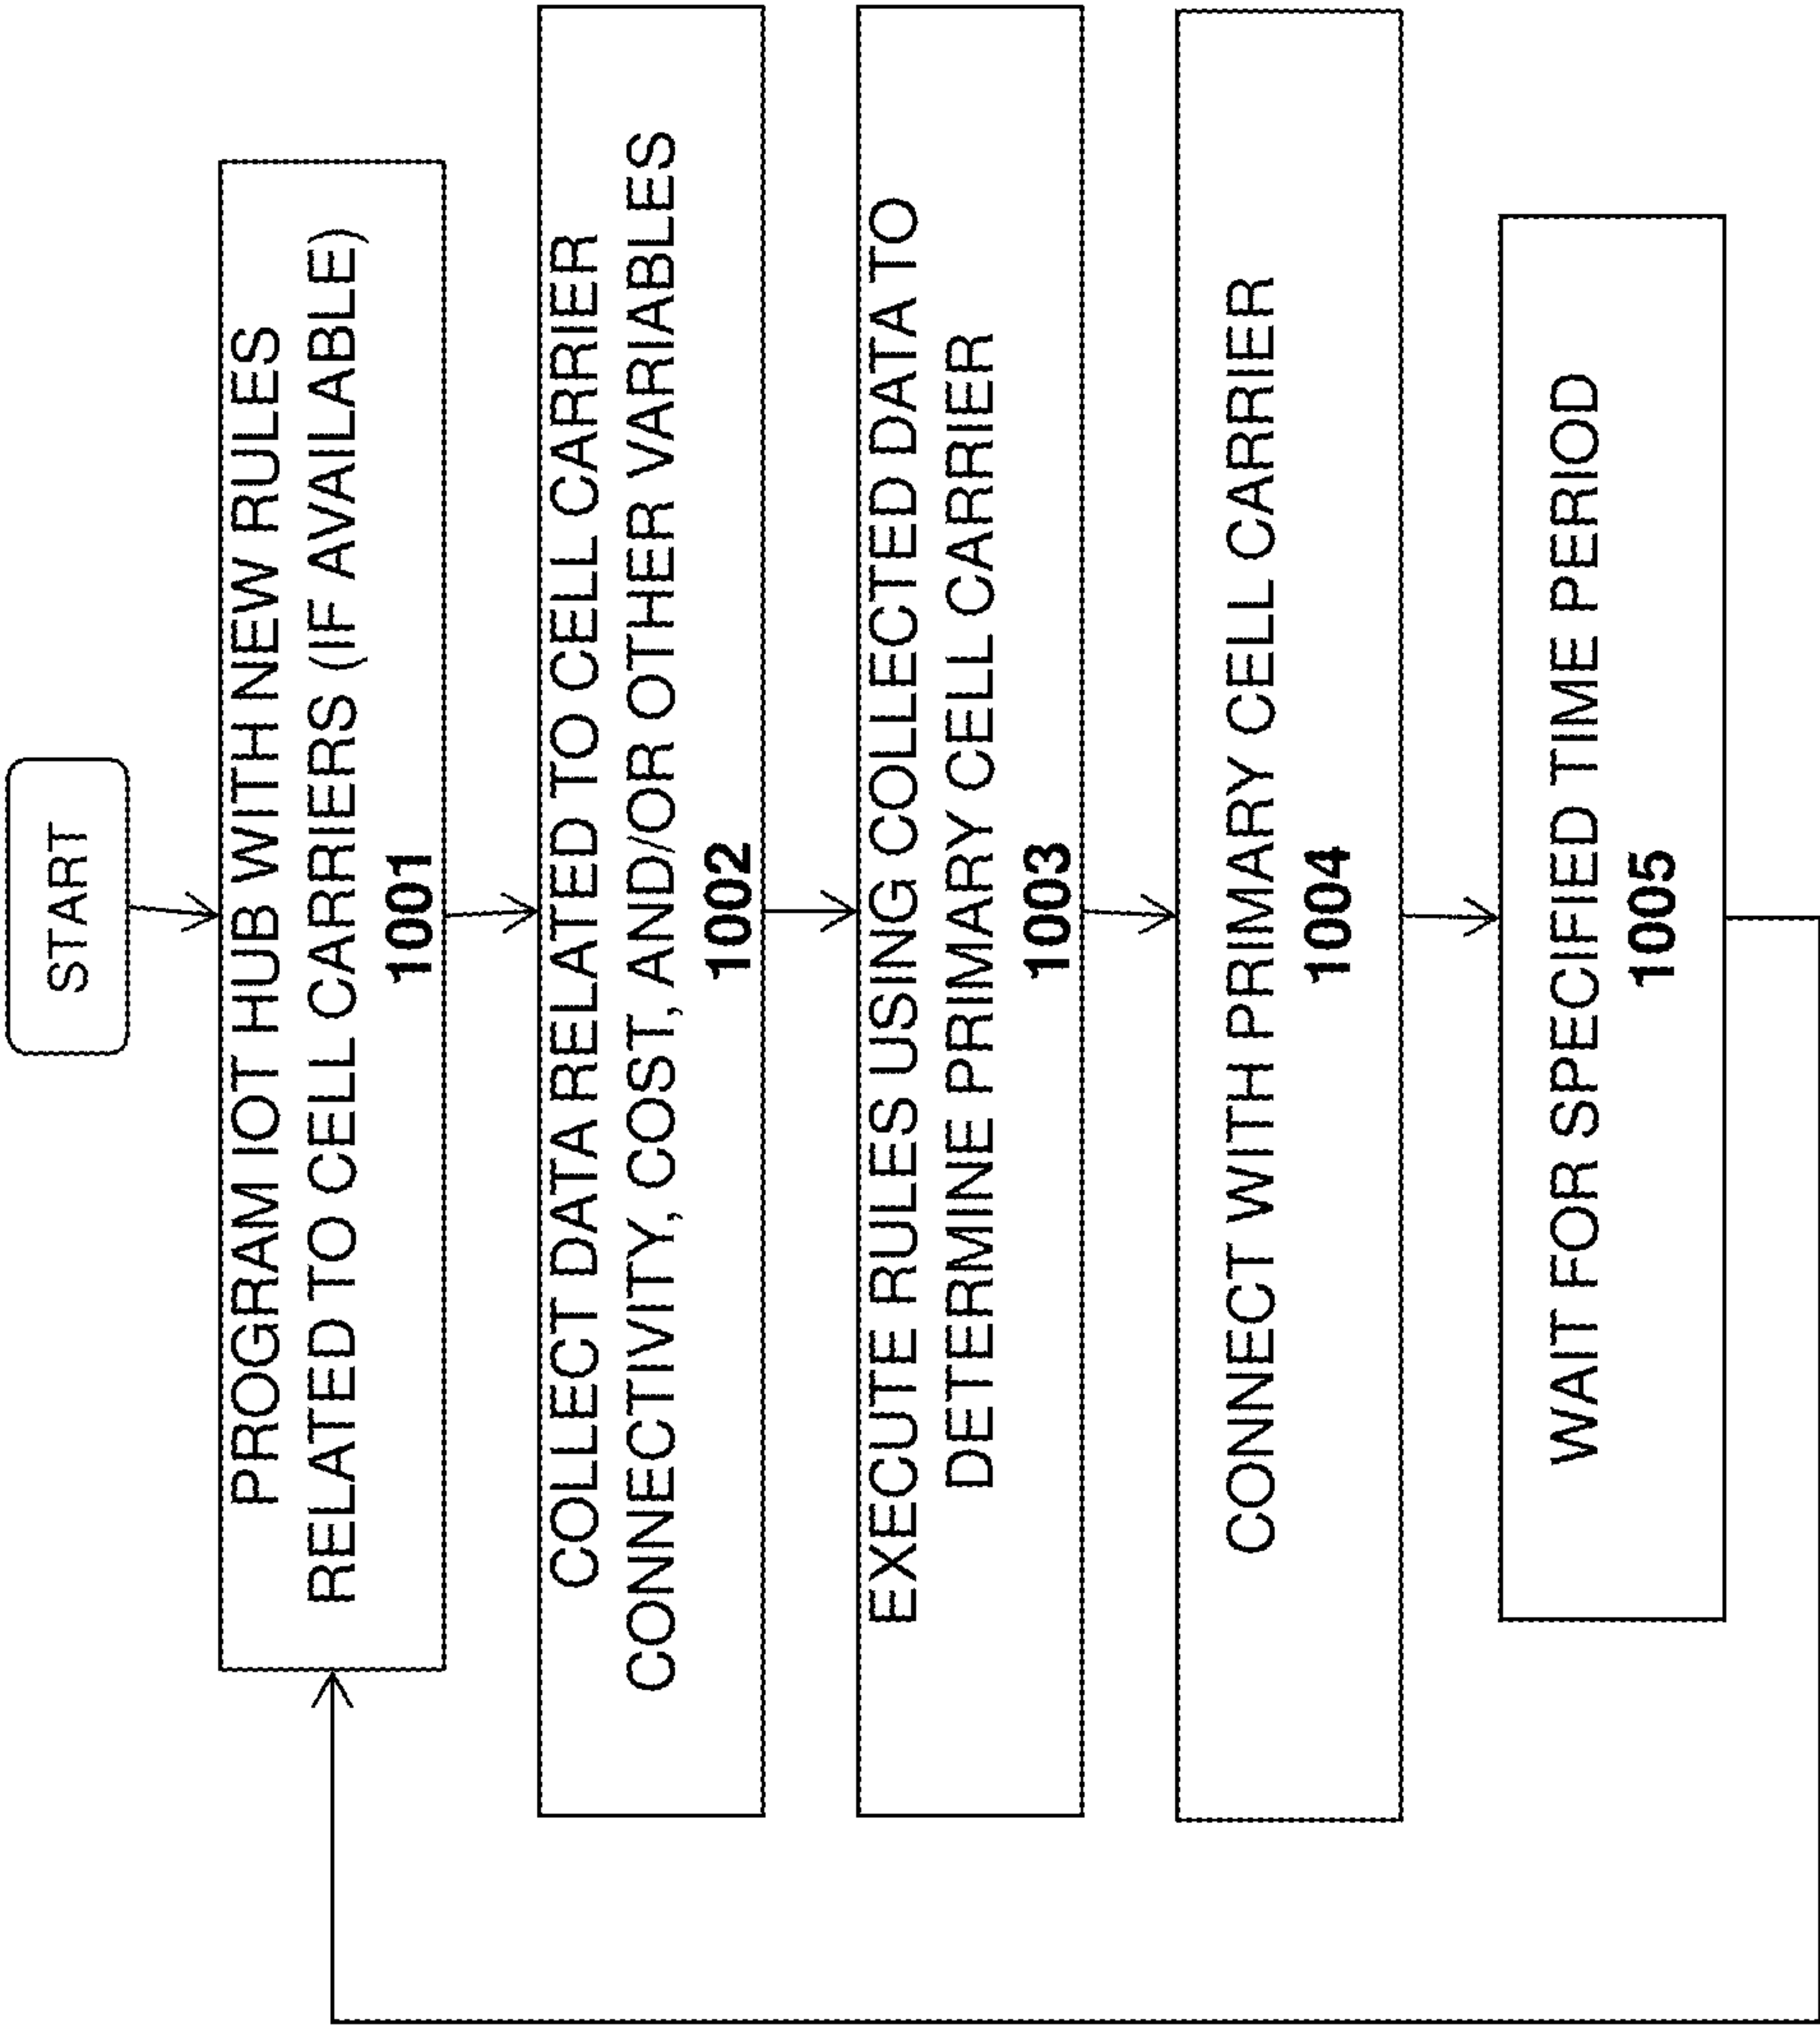 START
PROGRAM IOT HUB WITH NEW RULES
RELATED TO CELL CARRIERS (IF AVAILABLE)
1001
COLLECT DATA RELATED TO CELL CARRIER
CONNECTIVITY, COST, AND/OR OTHER VARIABLES
1002
EXECUTE RULES USING COLLECTED DATA TO
DETERMINE PRIMARY CELL CARRIER
1003
CONNECT WITH PRIMARY CELL CARRIER
1004
WAIT FOR SPECIFIED TIME PERIOD
1005